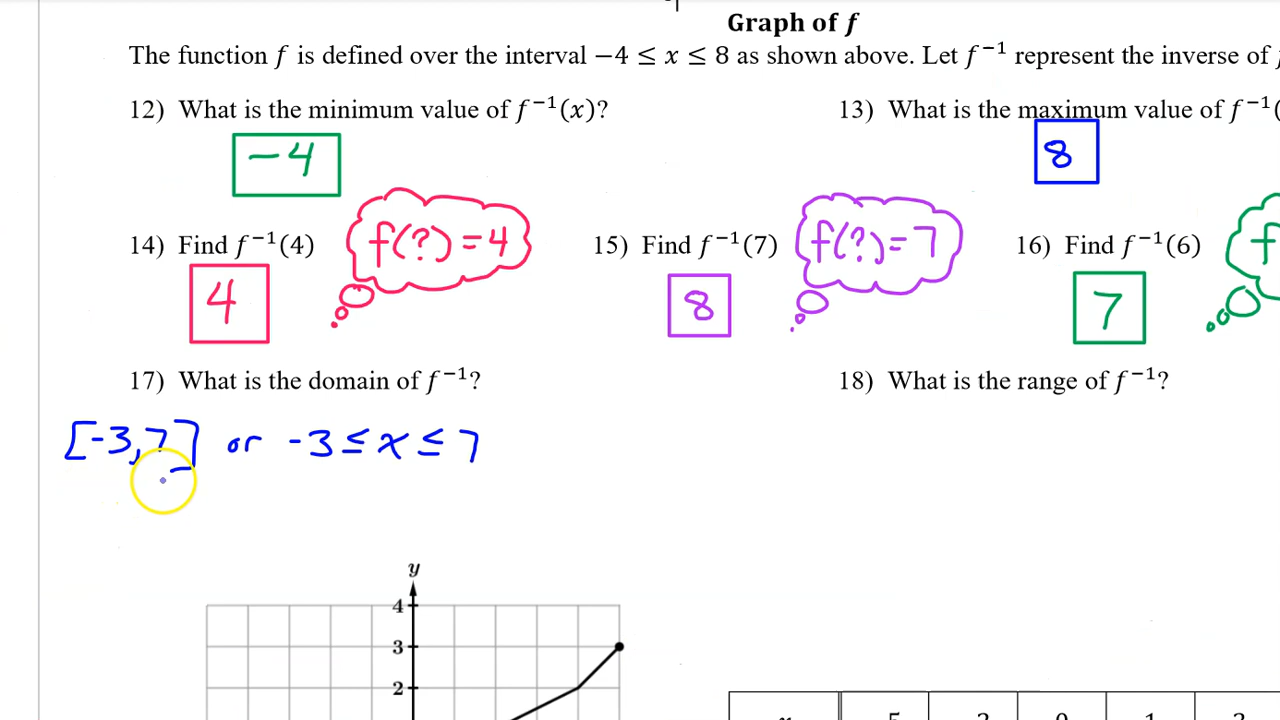 Graph of f
The function f is defined over the interval −4 ≤ x ≤ 8 as shown above. Let f⁻¹ represent the inverse of
12) What is the minimum value of f⁻¹(x)?
13) What is the maximum value of f⁻¹(
-4
8
14) Find f⁻¹(4)
f(?)=4
15) Find f⁻¹(7)
f(?)=7
16) Find f⁻¹(6)
f
4
8
7
17) What is the domain of f⁻¹?
18) What is the range of f⁻¹?
[-3,7] or -3≤x≤7
y
4
3
2